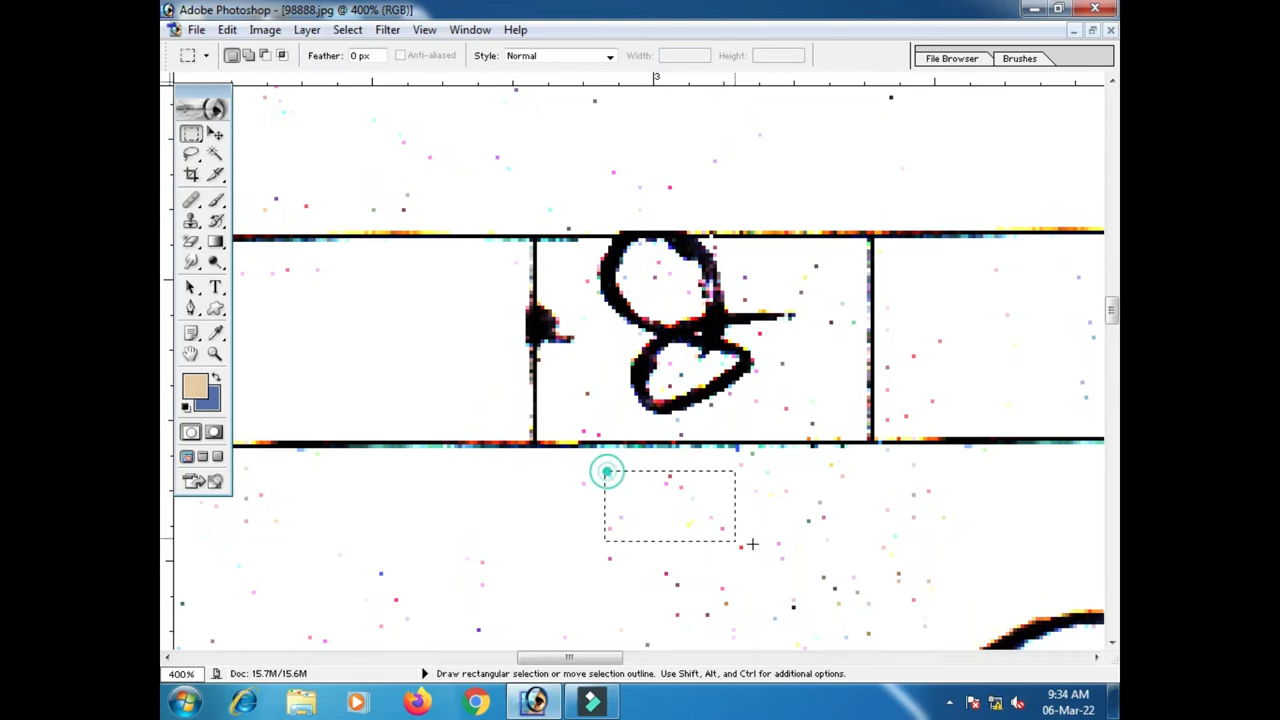 Adobe Photoshop - [98888.jpg @ 400% (RGB)]
File Edit Image Layer Select Filter View Window Help
Feather: 0 px Anti-aliased Style: Normal Width: Height: File Browser Brushes
3
400% Doc: 15.7M/15.6M Draw rectangular selection or move selection outline. Use Shift, Alt, and Ctrl for additional options.
9:34 AM
06-Mar-22